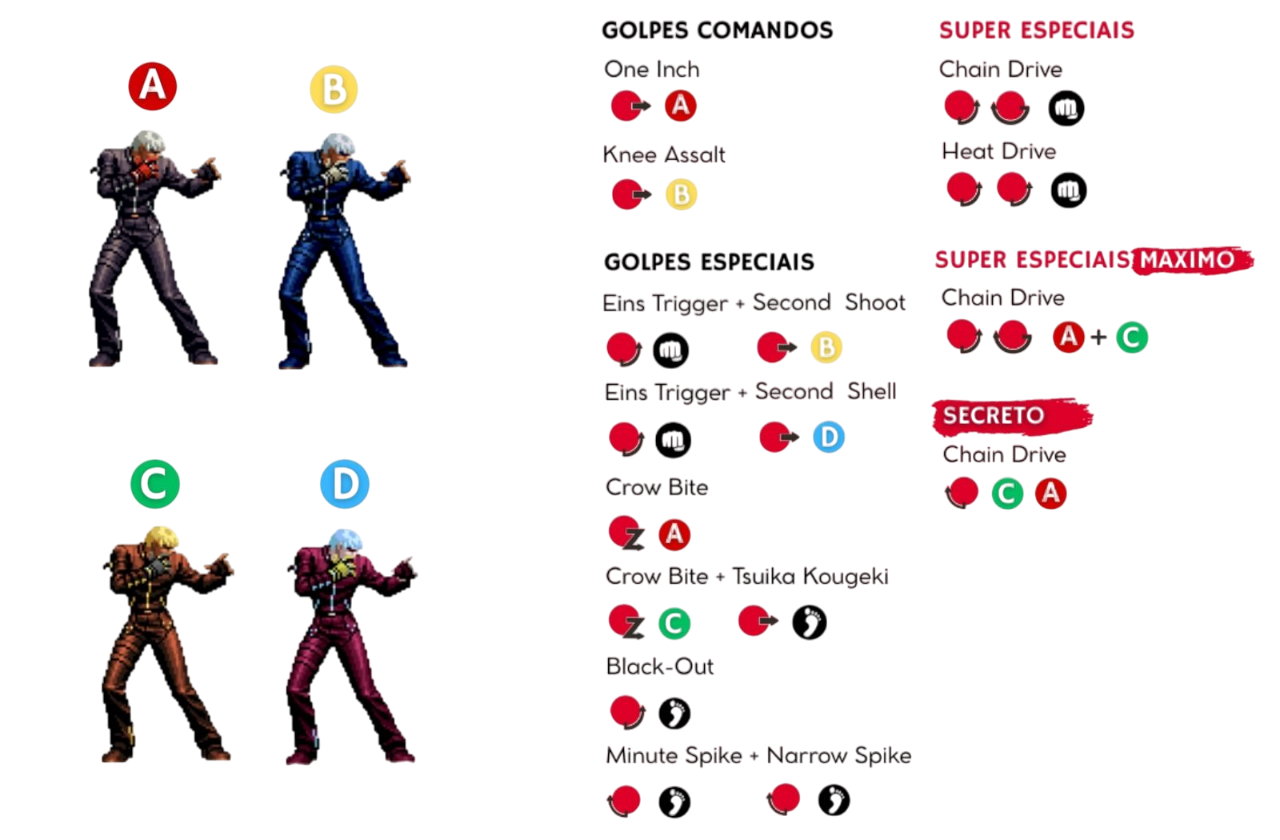 A
B
C
D
GOLPES COMANDOS
One Inch
A
Knee Assalt
B
GOLPES ESPECIAIS
Eins Trigger + Second Shoot
B
Eins Trigger + Second Shell
D
Crow Bite
A
Crow Bite + Tsuika Kougeki
C
Black-Out
Minute Spike + Narrow Spike
SUPER ESPECIAIS
Chain Drive
Heat Drive
SUPER ESPECIAIS MAXIMO
Chain Drive
A + C
SECRETO
Chain Drive
C A